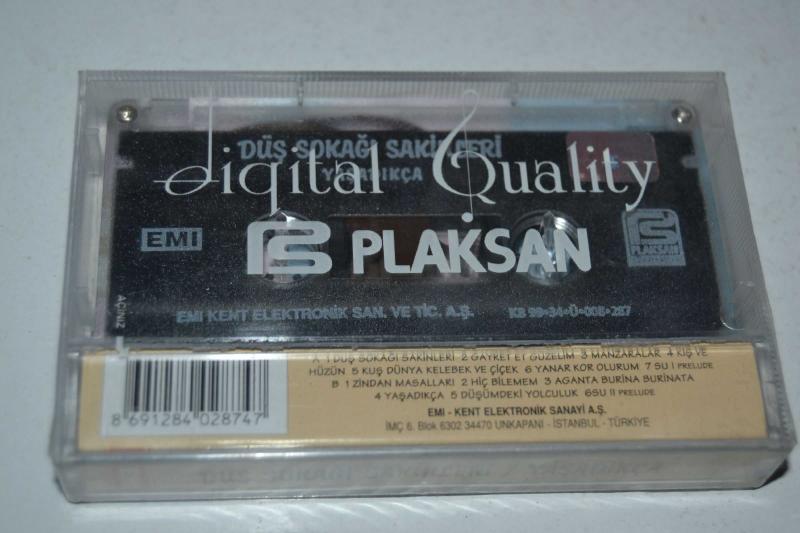 DÜŞ SOKAĞI SAKİNLERİ
YAŞADIKÇA
digital Quality
EMI
PLAKSAN
PLAKSAN
EMI KENT ELEKTRONİK SAN. VE TİC. A.Ş.
KB 99•34•Ü•008•287
AÇINIZ
A 1 DÜŞ SOKAĞI SAKİNLERİ 2 GAYRET ET GÜZELİM 3 MANZARALAR 4 KIŞ VE
HÜZÜN 5 KUŞ DÜNYA KELEBEK VE ÇİÇEK 6 YANAR KOR OLURUM 7 SU I PRELUDE
B 1 ZİNDAN MASALLARI 2 HİÇ BİLEMEM 3 AGANTA BURİNA BURİNATA
4 YAŞADIKÇA 5 DÜŞÜMDEKİ YOLCULUK 6SU II PRELUDE
EMI - KENT ELEKTRONİK SANAYİ A.Ş.
İMÇ 6. Blok 6302 34470 UNKAPANI - İSTANBUL - TÜRKİYE
8 691284 028747